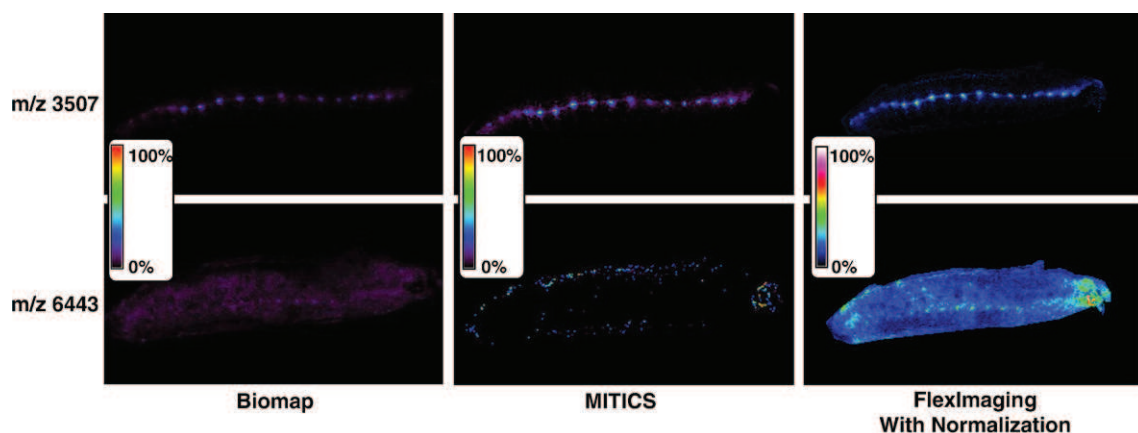 m/z 3507
100%
0%
100%
0%
100%
0%
m/z 6443
Biomap
MITICS
FlexImaging
With Normalization